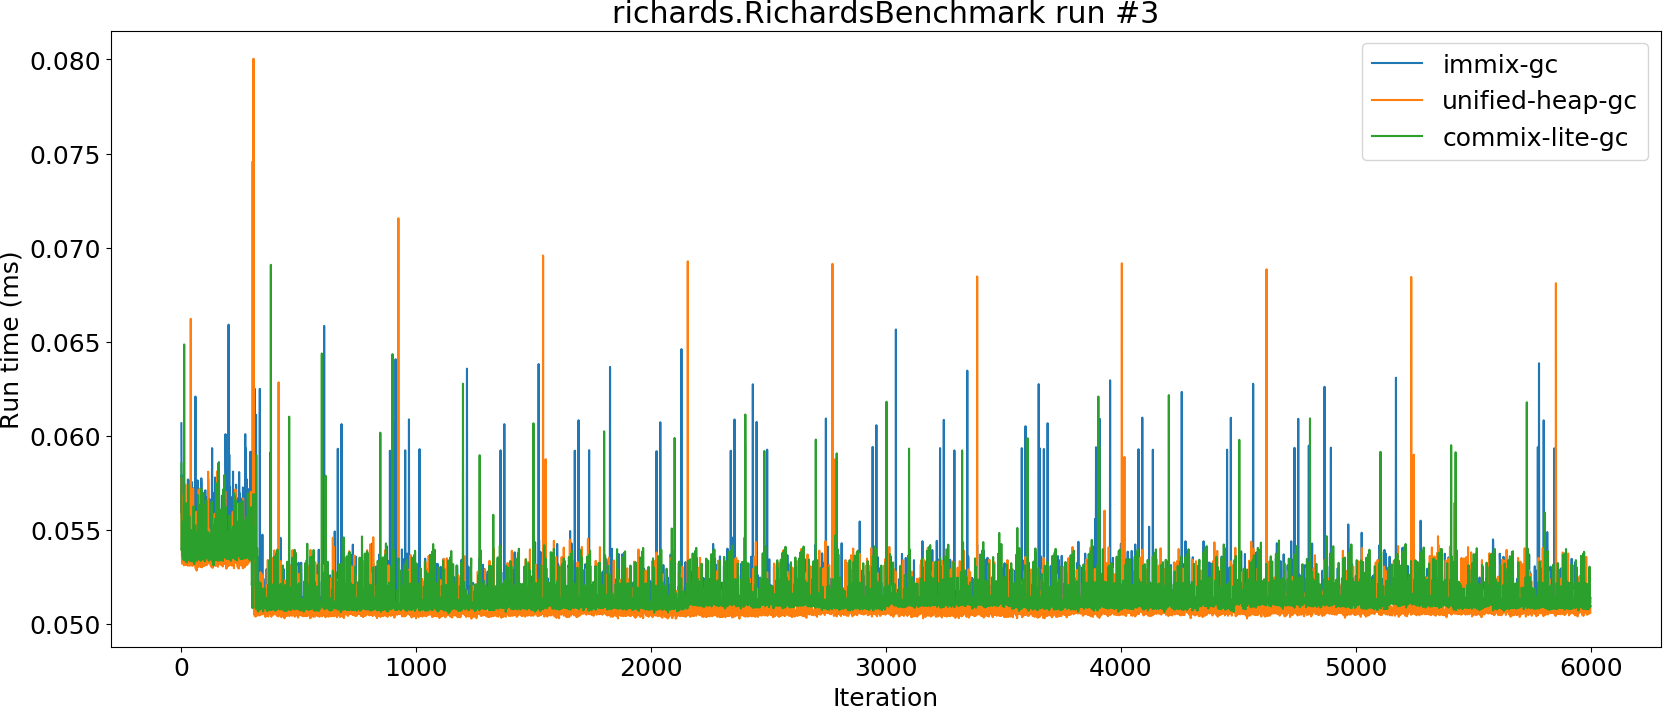 richards.RichardsBenchmark run #3
immix-gc
unified-heap-gc
commix-lite-gc
Run time (ms)
0.080
0.075
0.070
0.065
0.060
0.055
0.050
0 1000 2000 3000 4000 5000 6000
Iteration